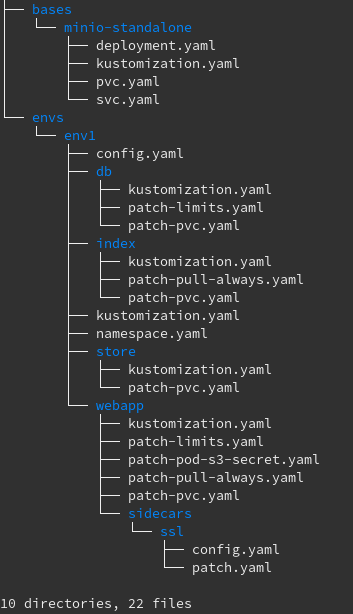 ├── bases
│   └── minio-standalone
│       ├── deployment.yaml
│       ├── kustomization.yaml
│       ├── pvc.yaml
│       └── svc.yaml
└── envs
    └── env1
        ├── config.yaml
        ├── db
        │   ├── kustomization.yaml
        │   ├── patch-limits.yaml
        │   └── patch-pvc.yaml
        ├── index
        │   ├── kustomization.yaml
        │   ├── patch-pull-always.yaml
        │   └── patch-pvc.yaml
        ├── kustomization.yaml
        ├── namespace.yaml
        ├── store
        │   ├── kustomization.yaml
        │   └── patch-pvc.yaml
        └── webapp
            ├── kustomization.yaml
            ├── patch-limits.yaml
            ├── patch-pod-s3-secret.yaml
            ├── patch-pull-always.yaml
            ├── patch-pvc.yaml
            └── sidecars
                └── ssl
                    ├── config.yaml
                    └── patch.yaml
10 directories, 22 files